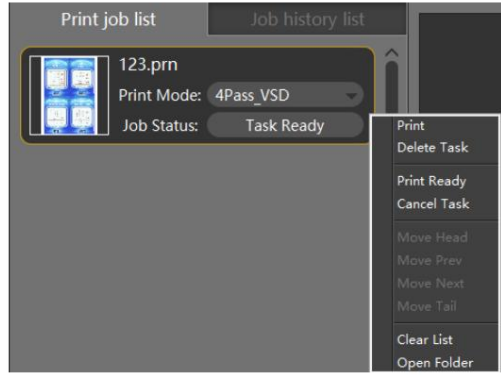 Print job list
Job history list
123.prn
Print Mode: 4Pass_VSD
Job Status: Task Ready
Print
Delete Task
Print Ready
Cancel Task
Move Head
Move Prev
Move Next
Move Tail
Clear List
Open Folder